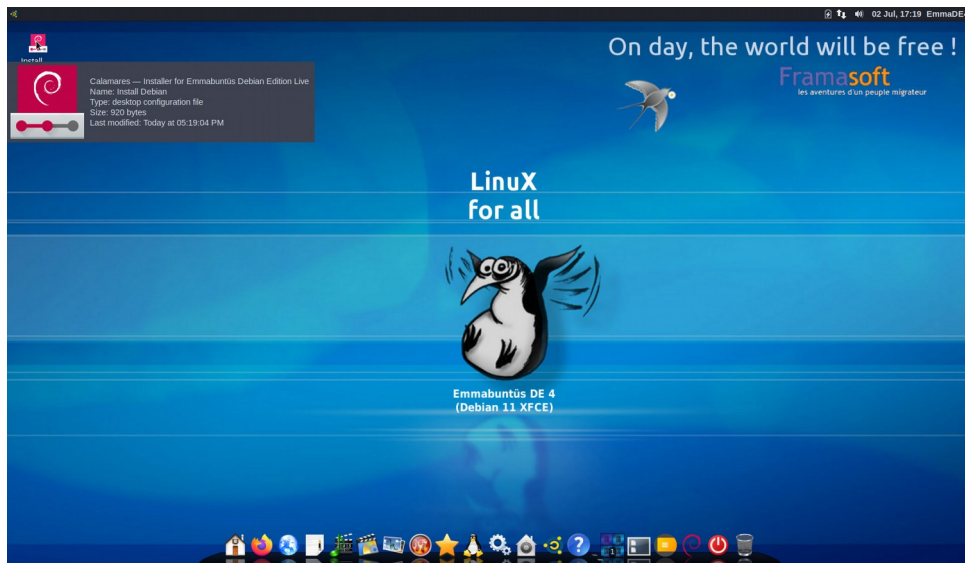 02 Jul, 17:19 EmmaDE
Install
Calamares — Installer for Emmabuntüs Debian Edition Live
Name: Install Debian
Type: desktop configuration file
Size: 920 bytes
Last modified: Today at 05:19:04 PM
On day, the world will be free !
Framasoft
les aventures d'un peuple migrateur
LinuX
for all
Emmabuntüs DE 4
(Debian 11 XFCE)
1